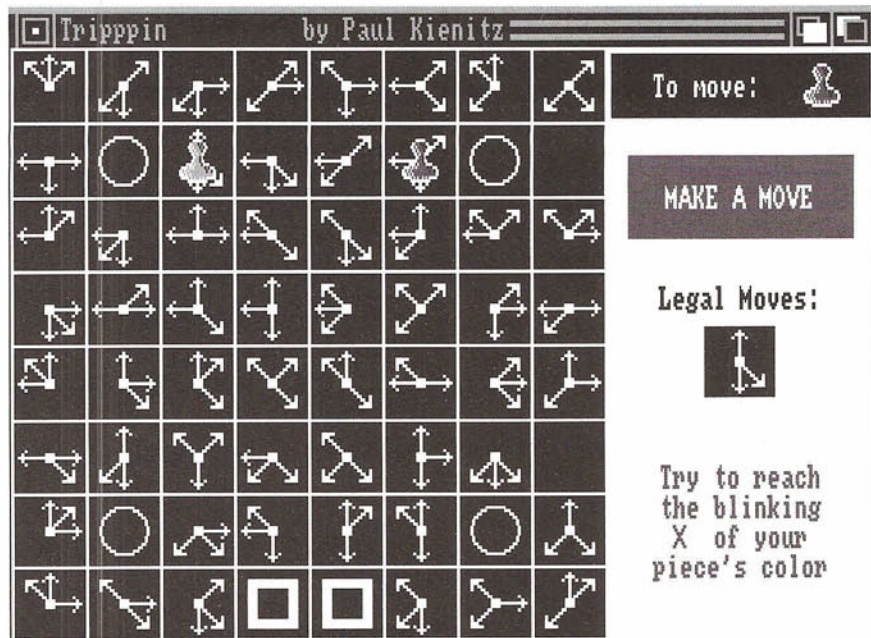 Tripppin by Paul Kienitz
To move:
MAKE A MOVE
Legal Moves:
Try to reach
the blinking
X of your
piece's color